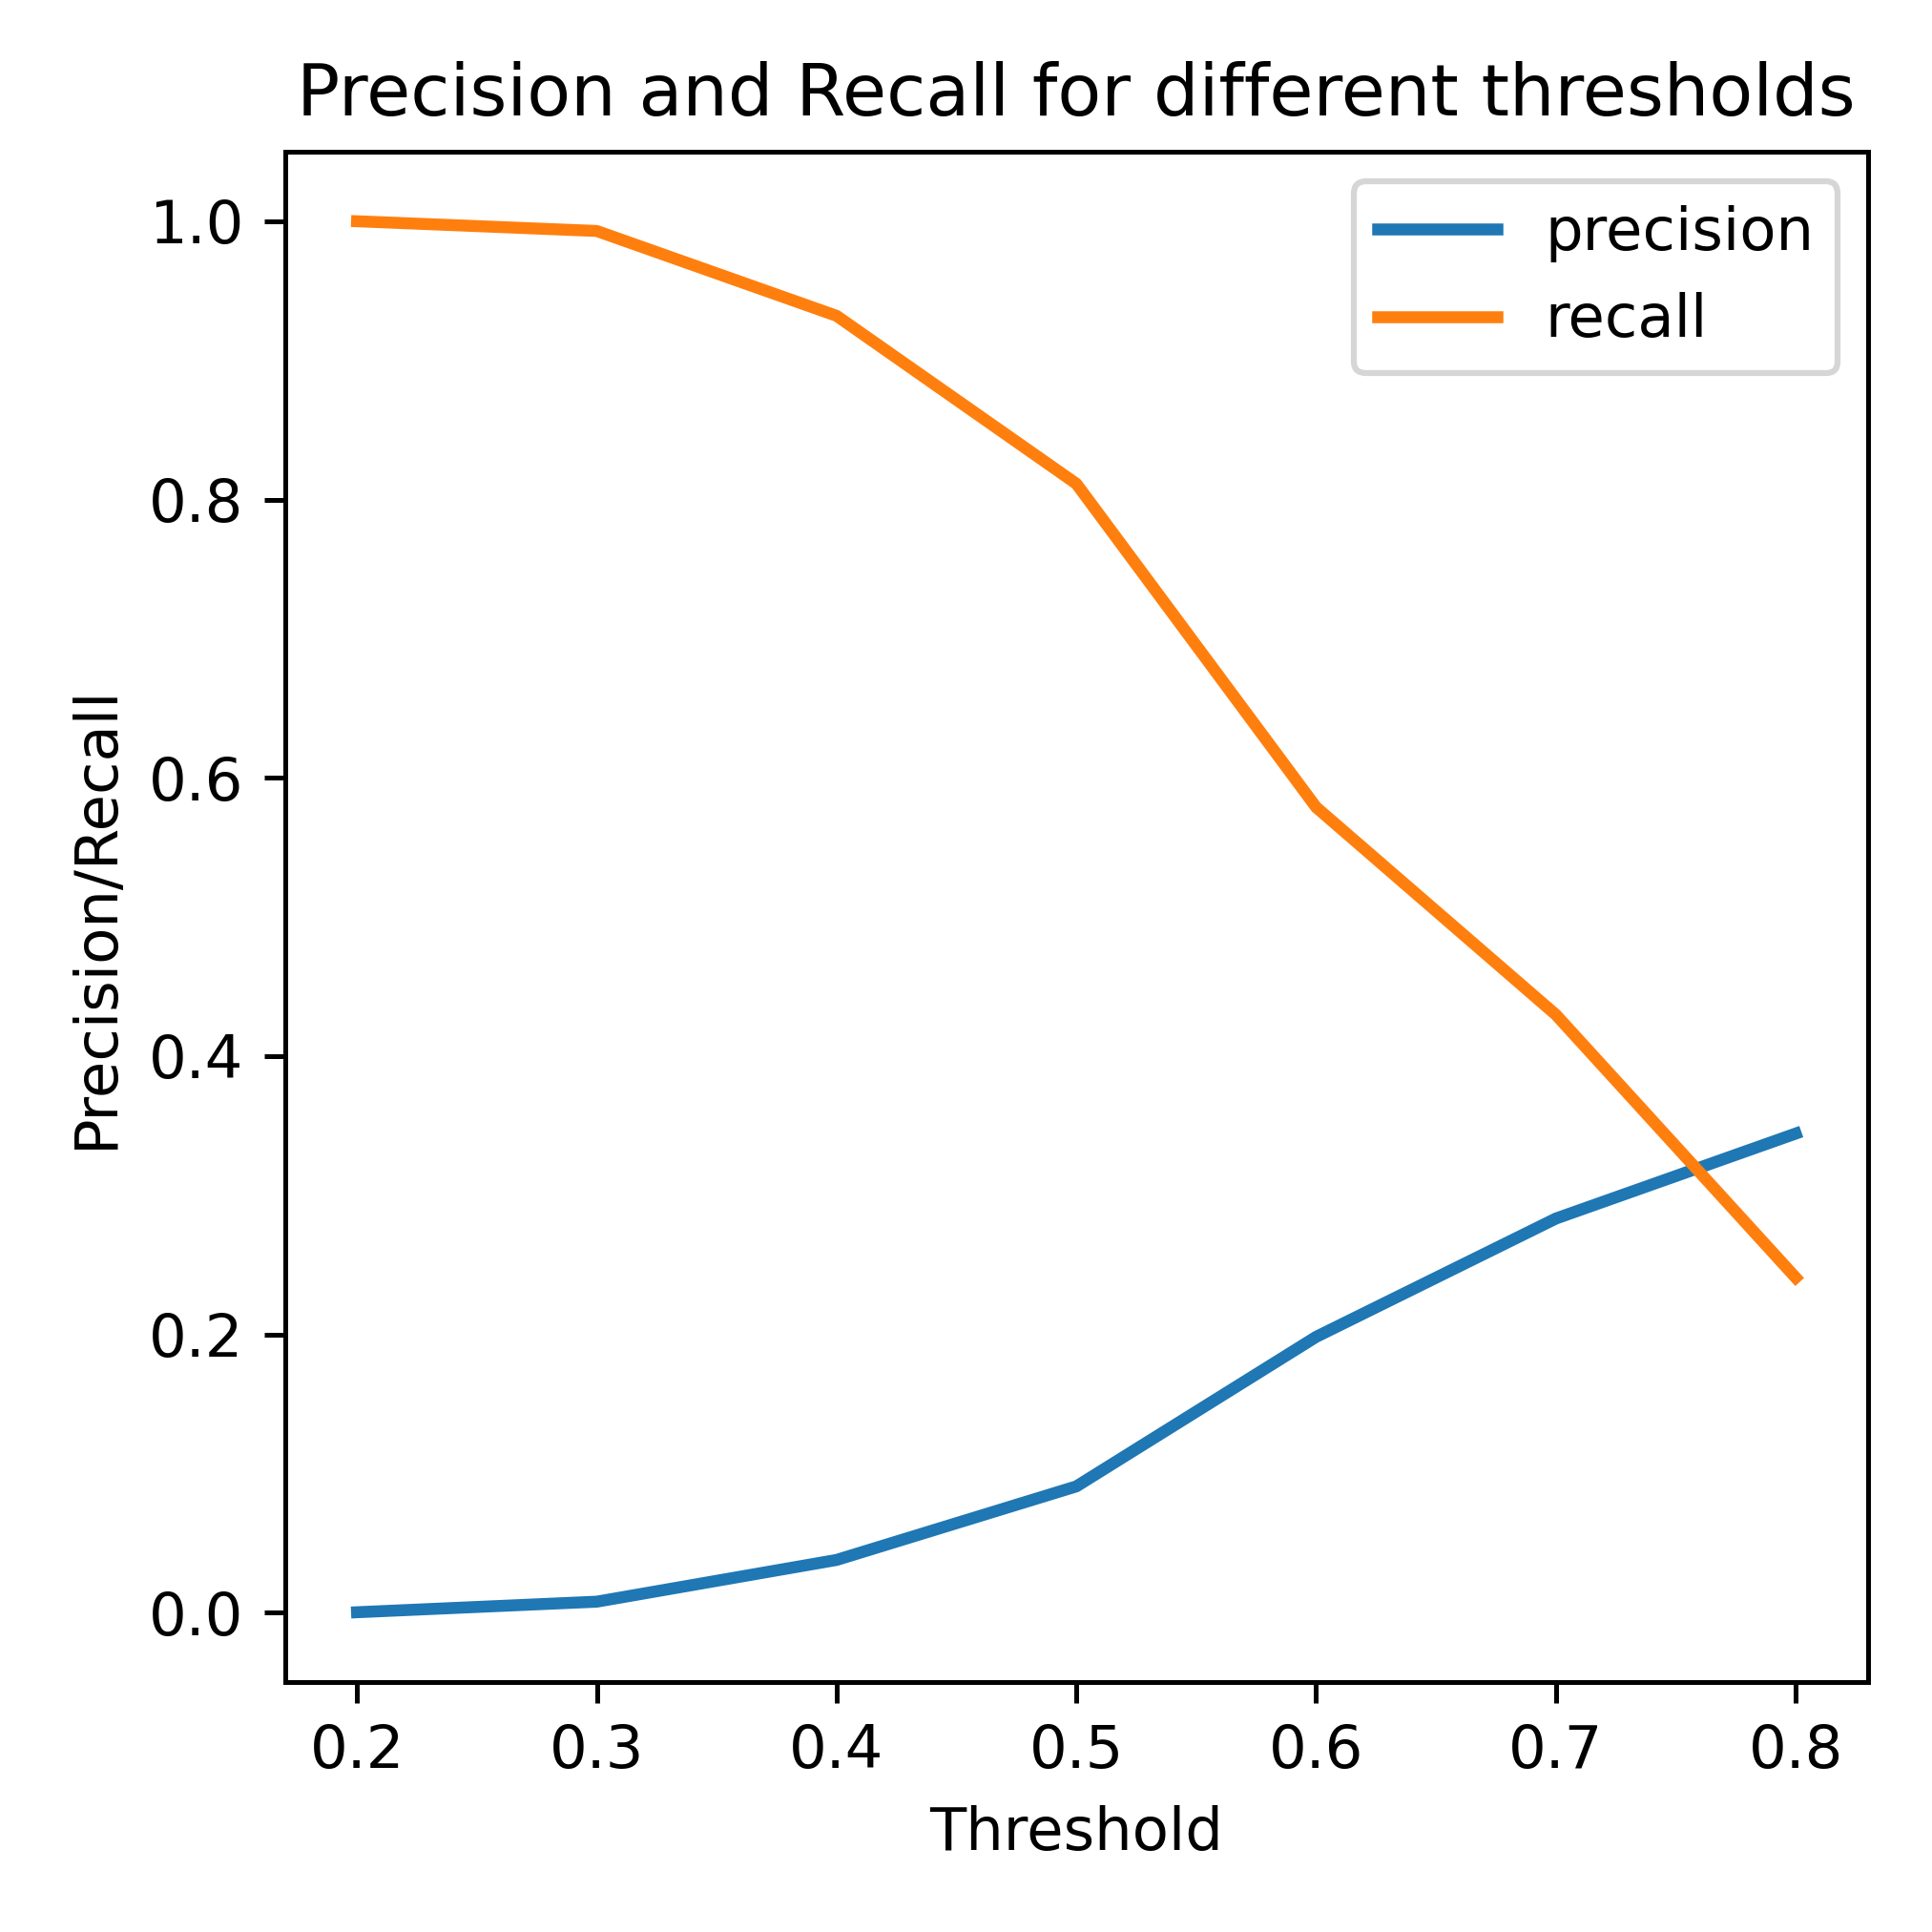 Precision and Recall for different thresholds
precision
recall
Precision/Recall
1.0
0.8
0.6
0.4
0.2
0.0
0.2 0.3 0.4 0.5 0.6 0.7 0.8
Threshold